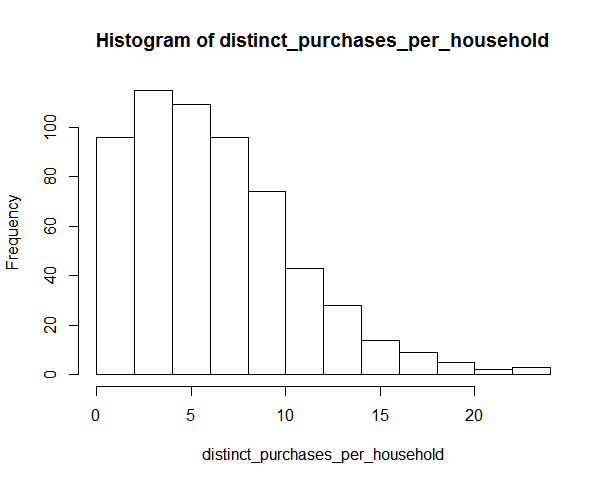 Histogram of distinct_purchases_per_household
Frequency
100
80
60
40
20
0
0 5 10 15 20
distinct_purchases_per_household